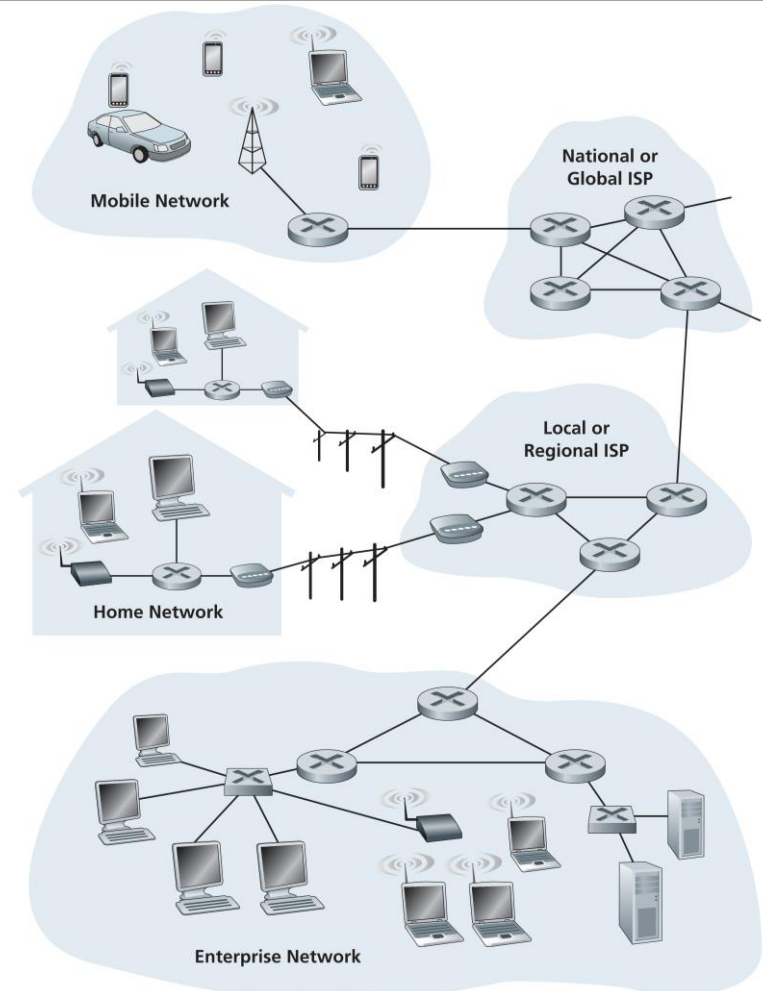 National or
Global ISP
Mobile Network
Local or
Regional ISP
Home Network
Enterprise Network